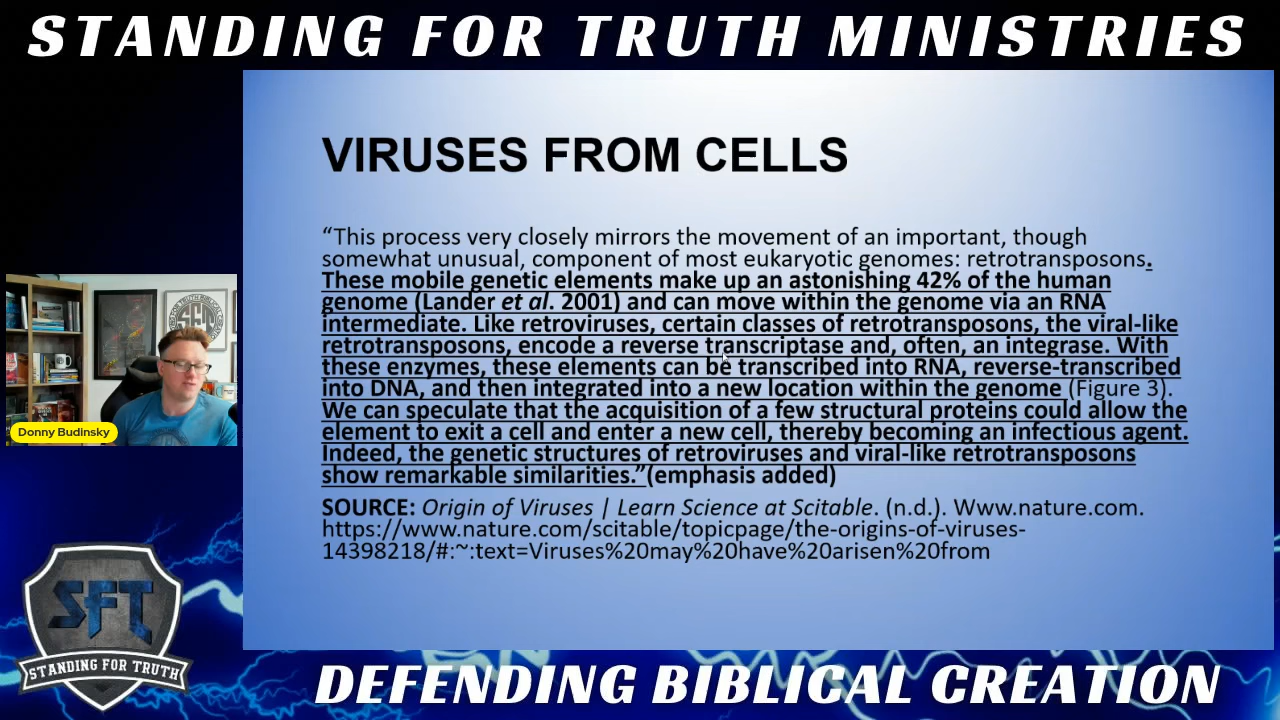 STANDING FOR TRUTH MINISTRIES
VIRUSES FROM CELLS
“This process very closely mirrors the movement of an important, though
somewhat unusual, component of most eukaryotic genomes: retrotransposons.
These mobile genetic elements make up an astonishing 42% of the human
genome (Lander et al. 2001) and can move within the genome via an RNA
intermediate. Like retroviruses, certain classes of retrotransposons, the viral-like
retrotransposons, encode a reverse transcriptase and, often, an integrase. With
these enzymes, these elements can be transcribed into RNA, reverse-transcribed
into DNA, and then integrated into a new location within the genome (Figure 3).
We can speculate that the acquisition of a few structural proteins could allow the
element to exit a cell and enter a new cell, thereby becoming an infectious agent.
Indeed, the genetic structures of retroviruses and viral-like retrotransposons
show remarkable similarities.”(emphasis added)
SOURCE: Origin of Viruses | Learn Science at Scitable. (n.d.). Www.nature.com.
https://www.nature.com/scitable/topicpage/the-origins-of-viruses-
14398218/#:~:text=Viruses%20may%20have%20arisen%20from
SFT
Donny Budinsky
SFT
STANDING FOR TRUTH
DEFENDING BIBLICAL CREATION